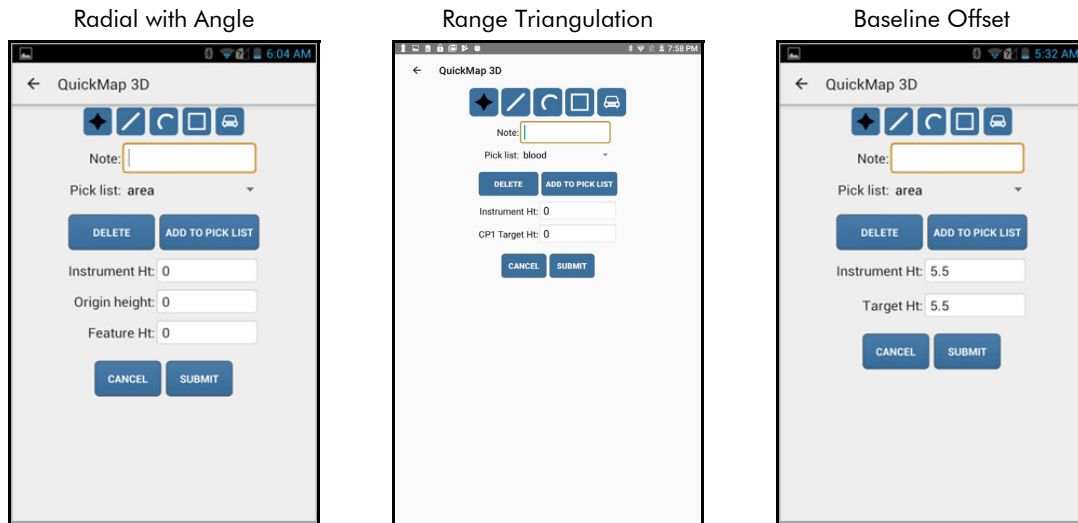 Radial with Angle
6:04 AM
QuickMap 3D
Note:
Pick list: area
DELETE ADD TO PICK LIST
Instrument Ht: 0
Origin height: 0
Feature Ht: 0
CANCEL SUBMIT
Range Triangulation
7:58 PM
QuickMap 3D
Note:
Pick list: blood
DELETE ADD TO PICK LIST
Instrument Ht: 0
CP1 Target Ht: 0
CANCEL SUBMIT
Baseline Offset
5:32 AM
QuickMap 3D
Note:
Pick list: area
DELETE ADD TO PICK LIST
Instrument Ht: 5.5
Target Ht: 5.5
CANCEL SUBMIT